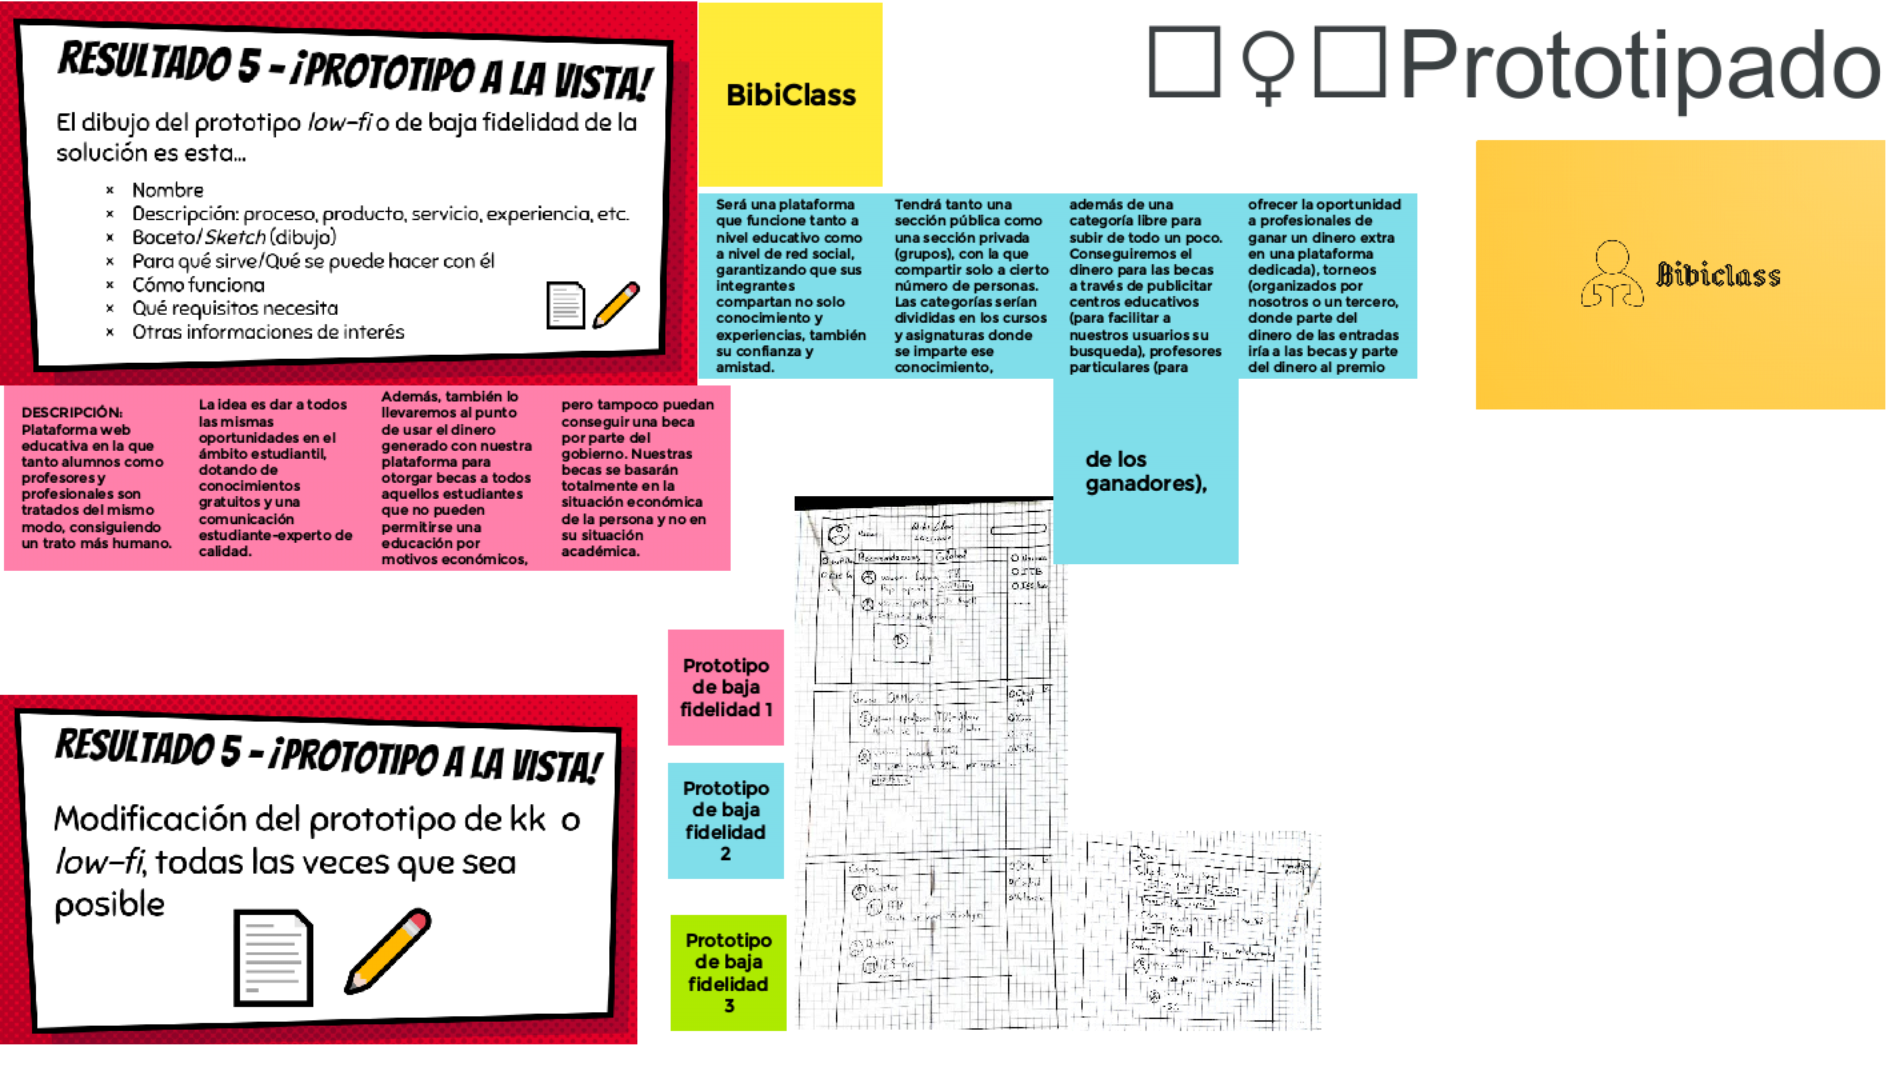 RESULTADO 5 - ¡PROTOTIPO A LA VISTA!
El dibujo del prototipo low-fi o de baja fidelidad de la
solución es esta...
× Nombre
× Descripción: proceso, producto, servicio, experiencia, etc.
× Boceto/Sketch (dibujo)
× Para qué sirve/Qué se puede hacer con él
× Cómo funciona
× Qué requisitos necesita
× Otras informaciones de interés
BibiClass
□♀□Prototipado
Será una plataforma
que funcione tanto a
nivel educativo como
a nivel de red social,
garantizando que sus
integrantes
compartan no solo
conocimiento y
experiencias, también
su confianza y
amistad.
Tendrá tanto una
sección pública como
una sección privada
(grupos), con la que
compartir solo a cierto
número de personas.
Las categorías serían
divididas en los cursos
y asignaturas donde
se imparte ese
conocimiento,
además de una
categoría libre para
subir de todo un poco.
Conseguiremos el
dinero para las becas
a través de publicitar
centros educativos
(para facilitar a
nuestros usuarios su
busqueda), profesores
particulares (para
ofrecer la oportunidad
a profesionales de
ganar un dinero extra
en una plataforma
dedicada), torneos
(organizados por
nosotros o un tercero,
donde parte del
dinero de las entradas
iría a las becas y parte
del dinero al premio
de los
ganadores),
Bibiclass
DESCRIPCIÓN:
Plataforma web
educativa en la que
tanto alumnos como
profesores y
profesionales son
tratados del mismo
modo, consiguiendo
un trato más humano.
La idea es dar a todos
las mismas
oportunidades en el
ámbito estudiantil,
dotando de
conocimientos
gratuitos y una
comunicación
estudiante-experto de
calidad.
Además, también lo
llevaremos al punto
de usar el dinero
generado con nuestra
plataforma para
otorgar becas a todos
aquellos estudiantes
que no pueden
permitirse una
educación por
motivos económicos,
pero tampoco puedan
conseguir una beca
por parte del
gobierno. Nuestras
becas se basarán
totalmente en la
situación económica
de la persona y no en
su situación
académica.
Prototipo
de baja
fidelidad 1
Prototipo
de baja
fidelidad
2
Prototipo
de baja
fidelidad
3
RESULTADO 5 - ¡PROTOTIPO A LA VISTA!
Modificación del prototipo de kk o
low-fi, todas las veces que sea
posible